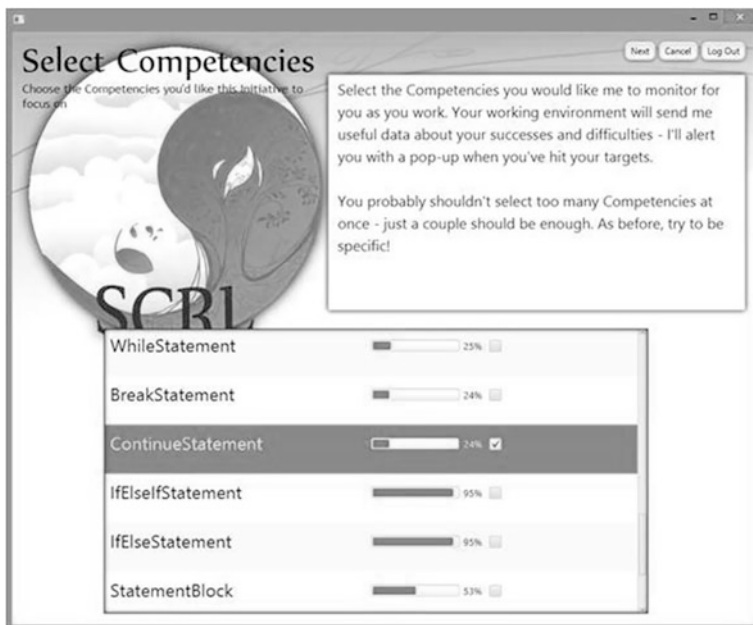 Select Competencies
Choose the Competencies you'd like this Initiative to
focus on
Next Cancel Log Out
Select the Competencies you would like me to monitor for
you as you work. Your working environment will send me
useful data about your successes and difficulties - I'll alert
you with a pop-up when you've hit your targets.
You probably shouldn't select too many Competencies at
once - just a couple should be enough. As before, try to be
specific!
SCRL
WhileStatement 25%
BreakStatement 24%
ContinueStatement 24%
IfElseIfStatement 95%
IfElseStatement 95%
StatementBlock 53%